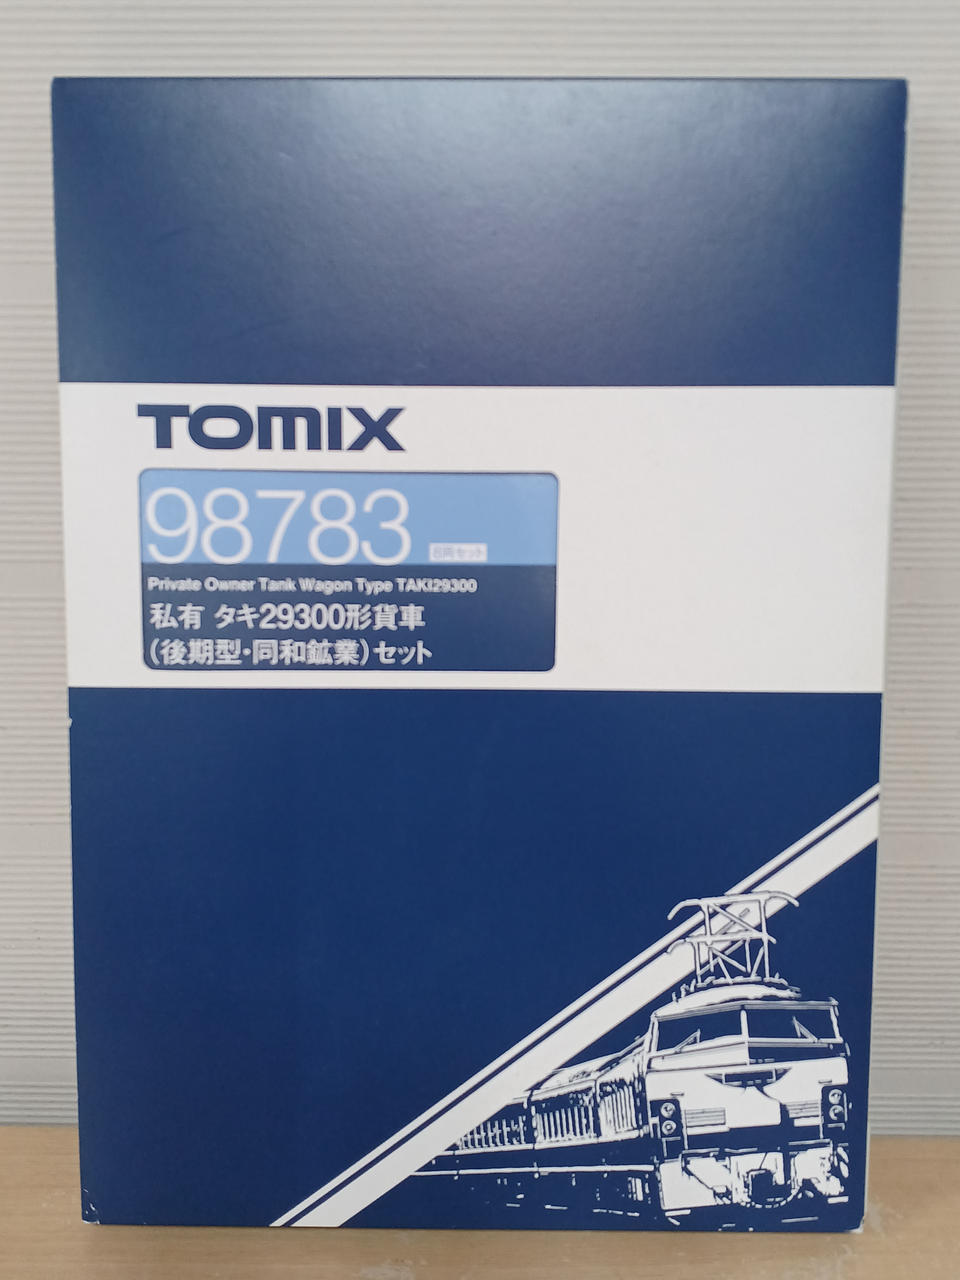 TOMIX
98783 8両セット
Private Owner Tank Wagon Type TAKI29300
私有 タキ29300形貨車
(後期型・同和鉱業)セット